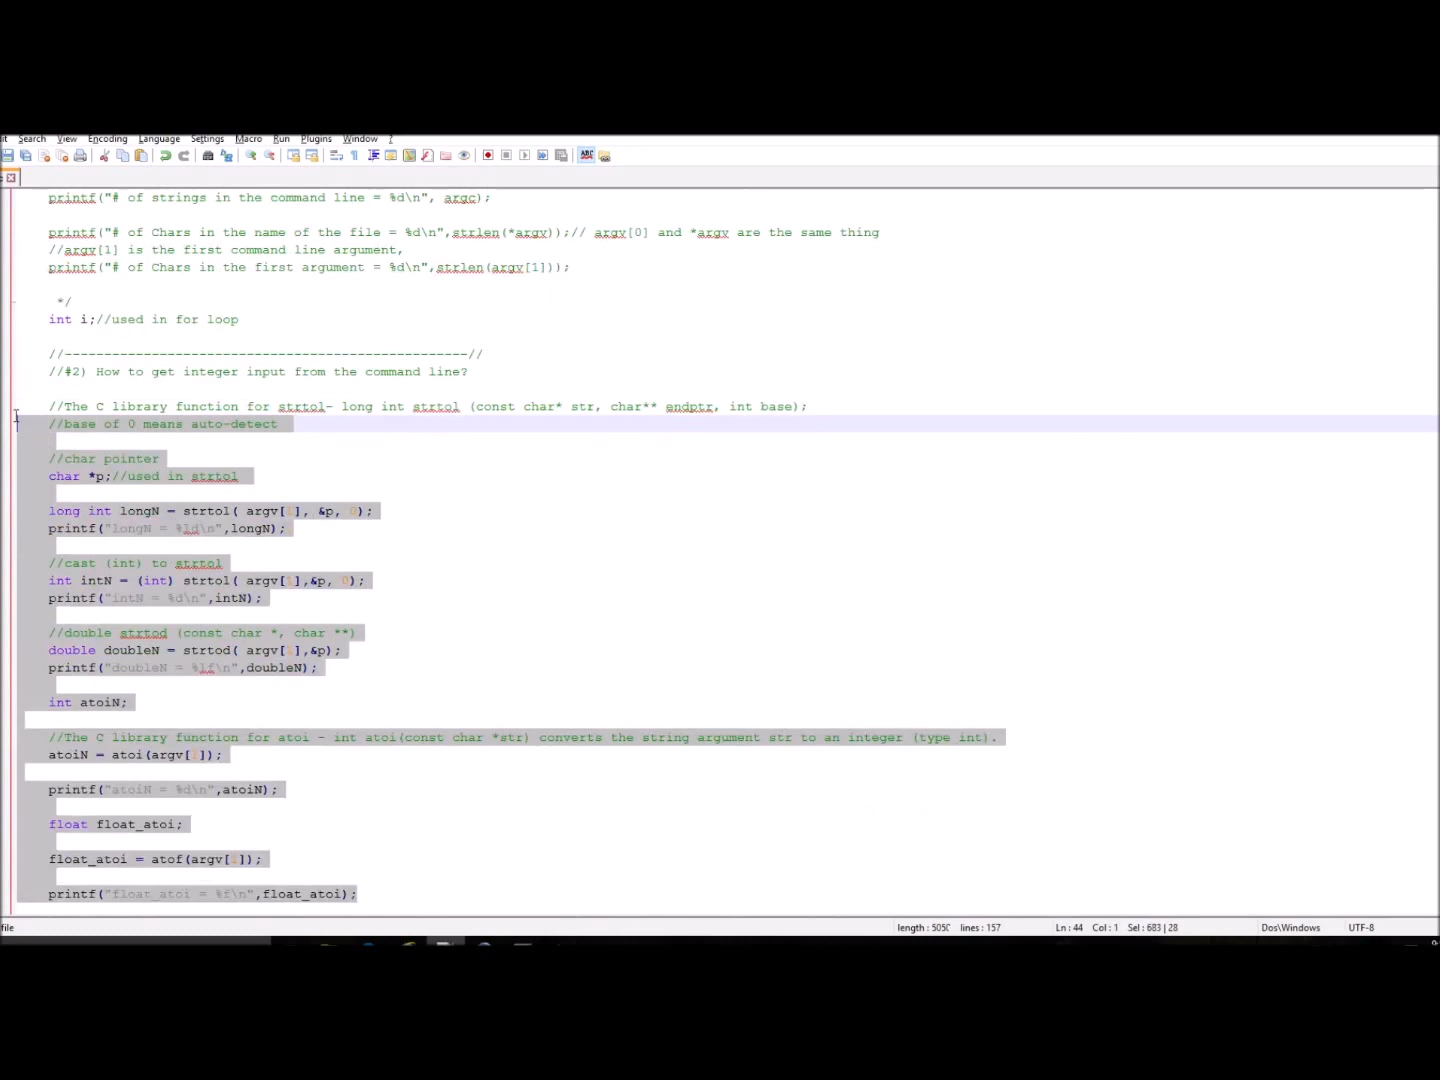 it Search View Encoding Language Settings Macro Run Plugins Window ?
printf("# of strings in the command line = %d\n", argc);
printf("# of Chars in the name of the file = %d\n",strlen(*argv));// argv[0] and *argv are the same thing
//argv[1] is the first command line argument,
printf("# of Chars in the first argument = %d\n",strlen(argv[1]));
*/
int i;//used in for loop
//---------------------------------------------------//
//#2) How to get integer input from the command line?
//The C library function for strtol- long int strtol (const char* str, char** endptr, int base);
//base of 0 means auto-detect
//char pointer
char *p;//used in strtol
long int longN = strtol( argv[1], &p, 0);
printf("longN = %ld\n",longN);
//cast (int) to strtol
int intN = (int) strtol( argv[1],&p, 0);
printf("intN = %d\n",intN);
//double strtod (const char *, char **)
double doubleN = strtod( argv[1],&p);
printf("doubleN = %lf\n",doubleN);
int atoiN;
//The C library function for atoi - int atoi(const char *str) converts the string argument str to an integer (type int).
atoiN = atoi(argv[1]);
printf("atoiN = %d\n",atoiN);
float float_atoi;
float_atoi = atof(argv[1]);
printf("float_atoi = %f\n",float_atoi);
file length : 5050 lines : 157 Ln : 44 Col : 1 Sel : 683 | 28 Dos\Windows UTF-8